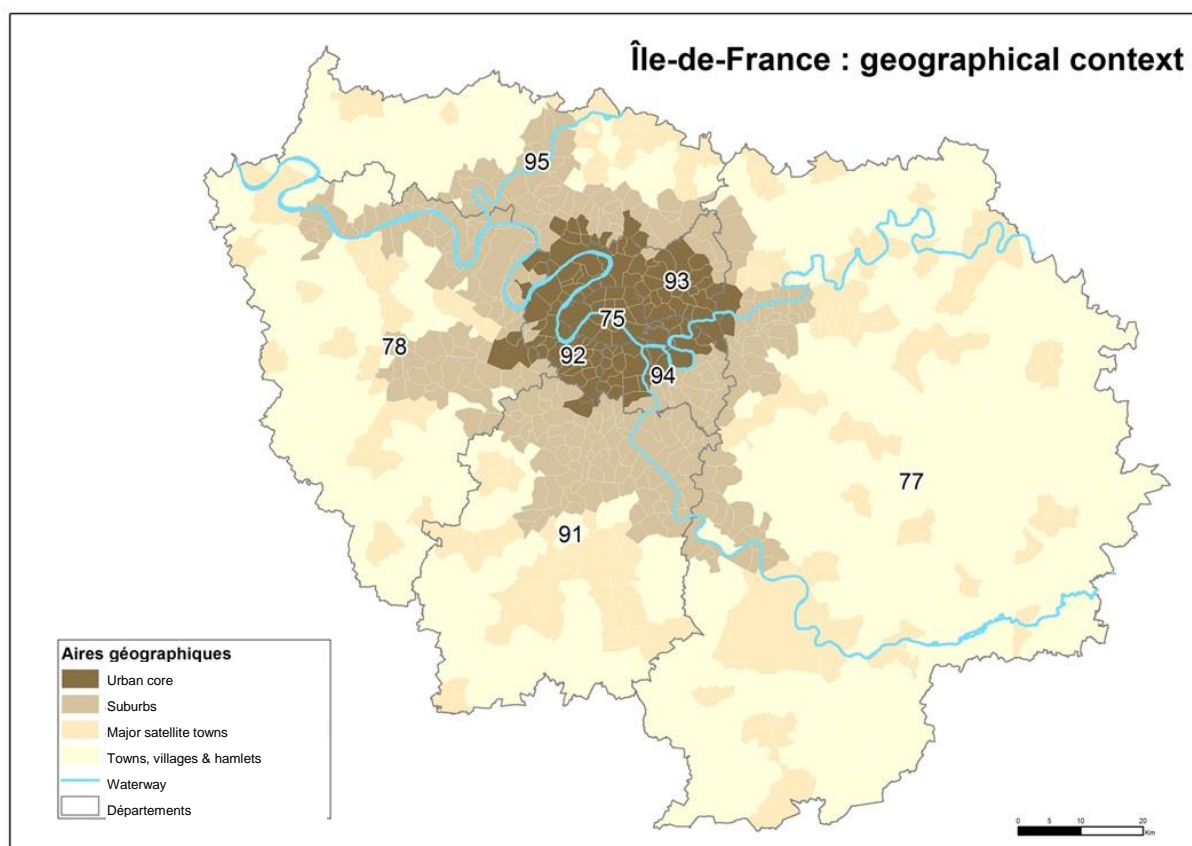 Île-de-France : geographical context
95
93
75
78
92
94
77
91
Aires géographiques
Urban core
Suburbs
Major satellite towns
Towns, villages & hamlets
Waterway
Départements
0 5 10 20
Km